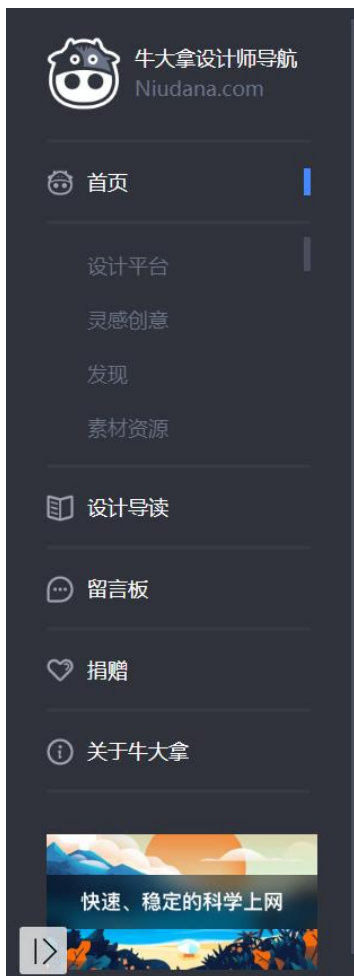 牛大拿设计师导航
Niudana.com
首页
设计平台
灵感创意
发现
素材资源
设计导读
留言板
捐赠
关于牛大拿
快速、稳定的科学上网